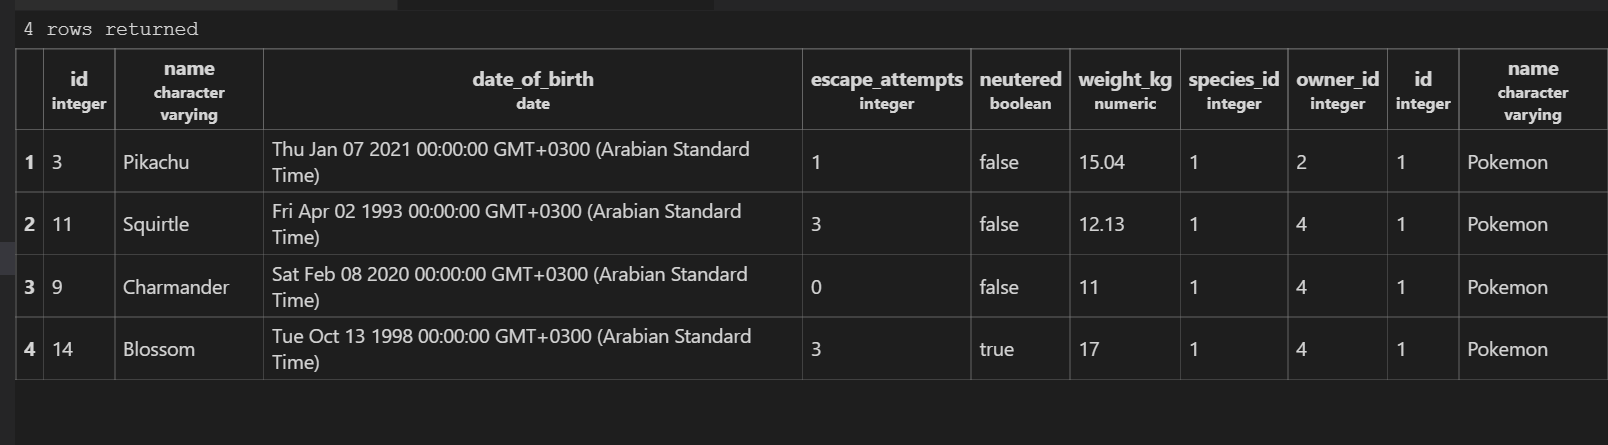 4 rows returned
id integer name character varying date_of_birth date escape_attempts integer neutered boolean weight_kg numeric species_id integer owner_id integer id integer name character varying
1 3 Pikachu Thu Jan 07 2021 00:00:00 GMT+0300 (Arabian Standard Time) 1 false 15.04 1 2 1 Pokemon
2 11 Squirtle Fri Apr 02 1993 00:00:00 GMT+0300 (Arabian Standard Time) 3 false 12.13 1 4 1 Pokemon
3 9 Charmander Sat Feb 08 2020 00:00:00 GMT+0300 (Arabian Standard Time) 0 false 11 1 4 1 Pokemon
4 14 Blossom Tue Oct 13 1998 00:00:00 GMT+0300 (Arabian Standard Time) 3 true 17 1 4 1 Pokemon